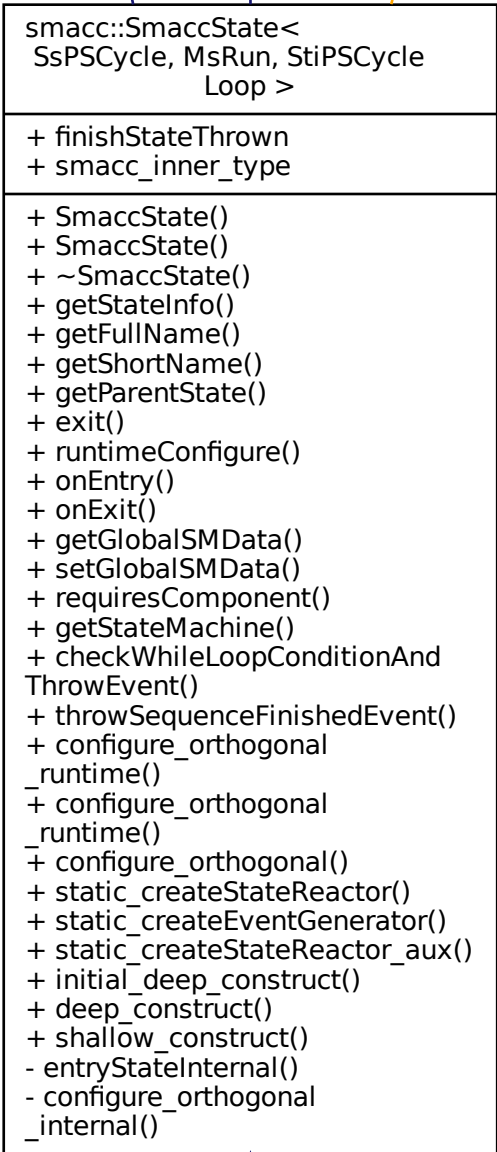 smacc::SmaccState<
SsPSCycle, MsRun, StiPSCycle
Loop >
+ finishStateThrown
+ smacc_inner_type
+ SmaccState()
+ SmaccState()
+ ~SmaccState()
+ getStateInfo()
+ getFullName()
+ getShortName()
+ getParentState()
+ exit()
+ runtimeConfigure()
+ onEntry()
+ onExit()
+ getGlobalSMData()
+ setGlobalSMData()
+ requiresComponent()
+ getStateMachine()
+ checkWhileLoopConditionAnd
ThrowEvent()
+ throwSequenceFinishedEvent()
+ configure_orthogonal
_runtime()
+ configure_orthogonal
_runtime()
+ configure_orthogonal()
+ static_createStateReactor()
+ static_createEventGenerator()
+ static_createStateReactor_aux()
+ initial_deep_construct()
+ deep_construct()
+ shallow_construct()
- entryStateInternal()
- configure_orthogonal
_internal()